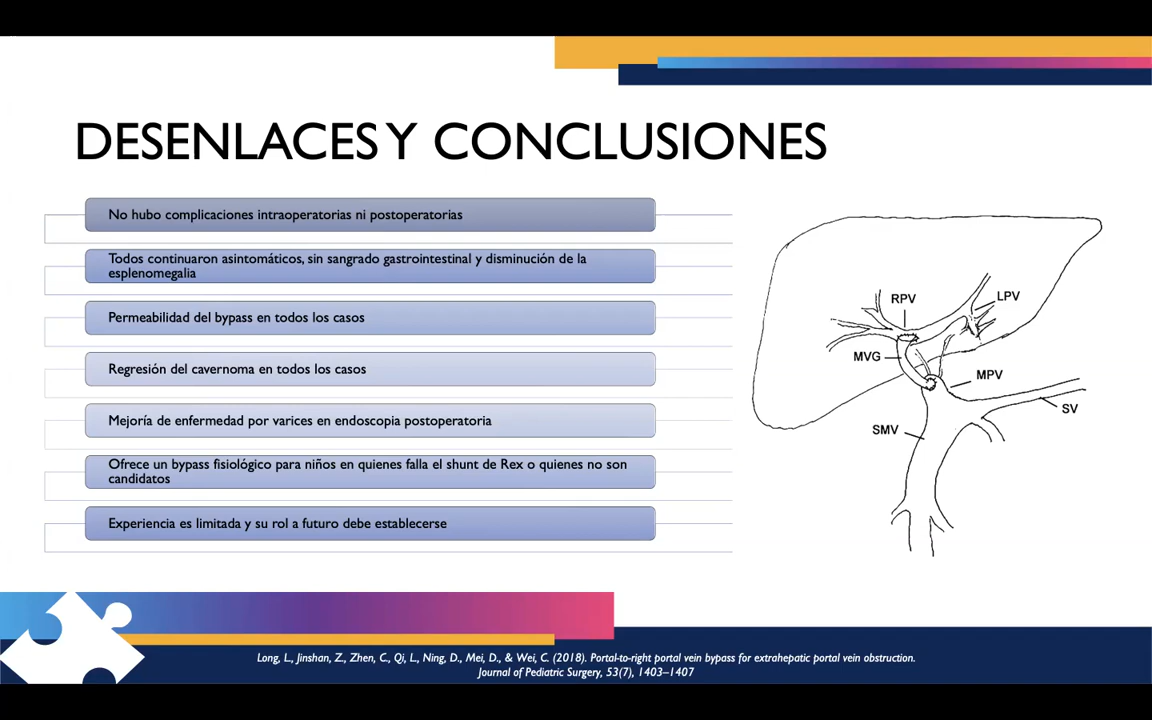 DESENLACES Y CONCLUSIONES
No hubo complicaciones intraoperatorias ni postoperatorias
Todos continuaron asintomáticos, sin sangrado gastrointestinal y disminución de la
esplenomegalia
Permeabilidad del bypass en todos los casos
Regresión del cavernoma en todos los casos
Mejoría de enfermedad por varices en endoscopia postoperatoria
Ofrece un bypass fisiológico para niños en quienes falla el shunt de Rex o quienes no son
candidatos
Experiencia es limitada y su rol a futuro debe establecerse
RPV
LPV
MVG
MPV
SV
SMV
Long, L., Jinshan, Z., Zhen, C., Qi, L., Ning, D., Mei, D., & Wei, C. (2018). Portal-to-right portal vein bypass for extrahepatic portal vein obstruction.
Journal of Pediatric Surgery, 53(7), 1403–1407